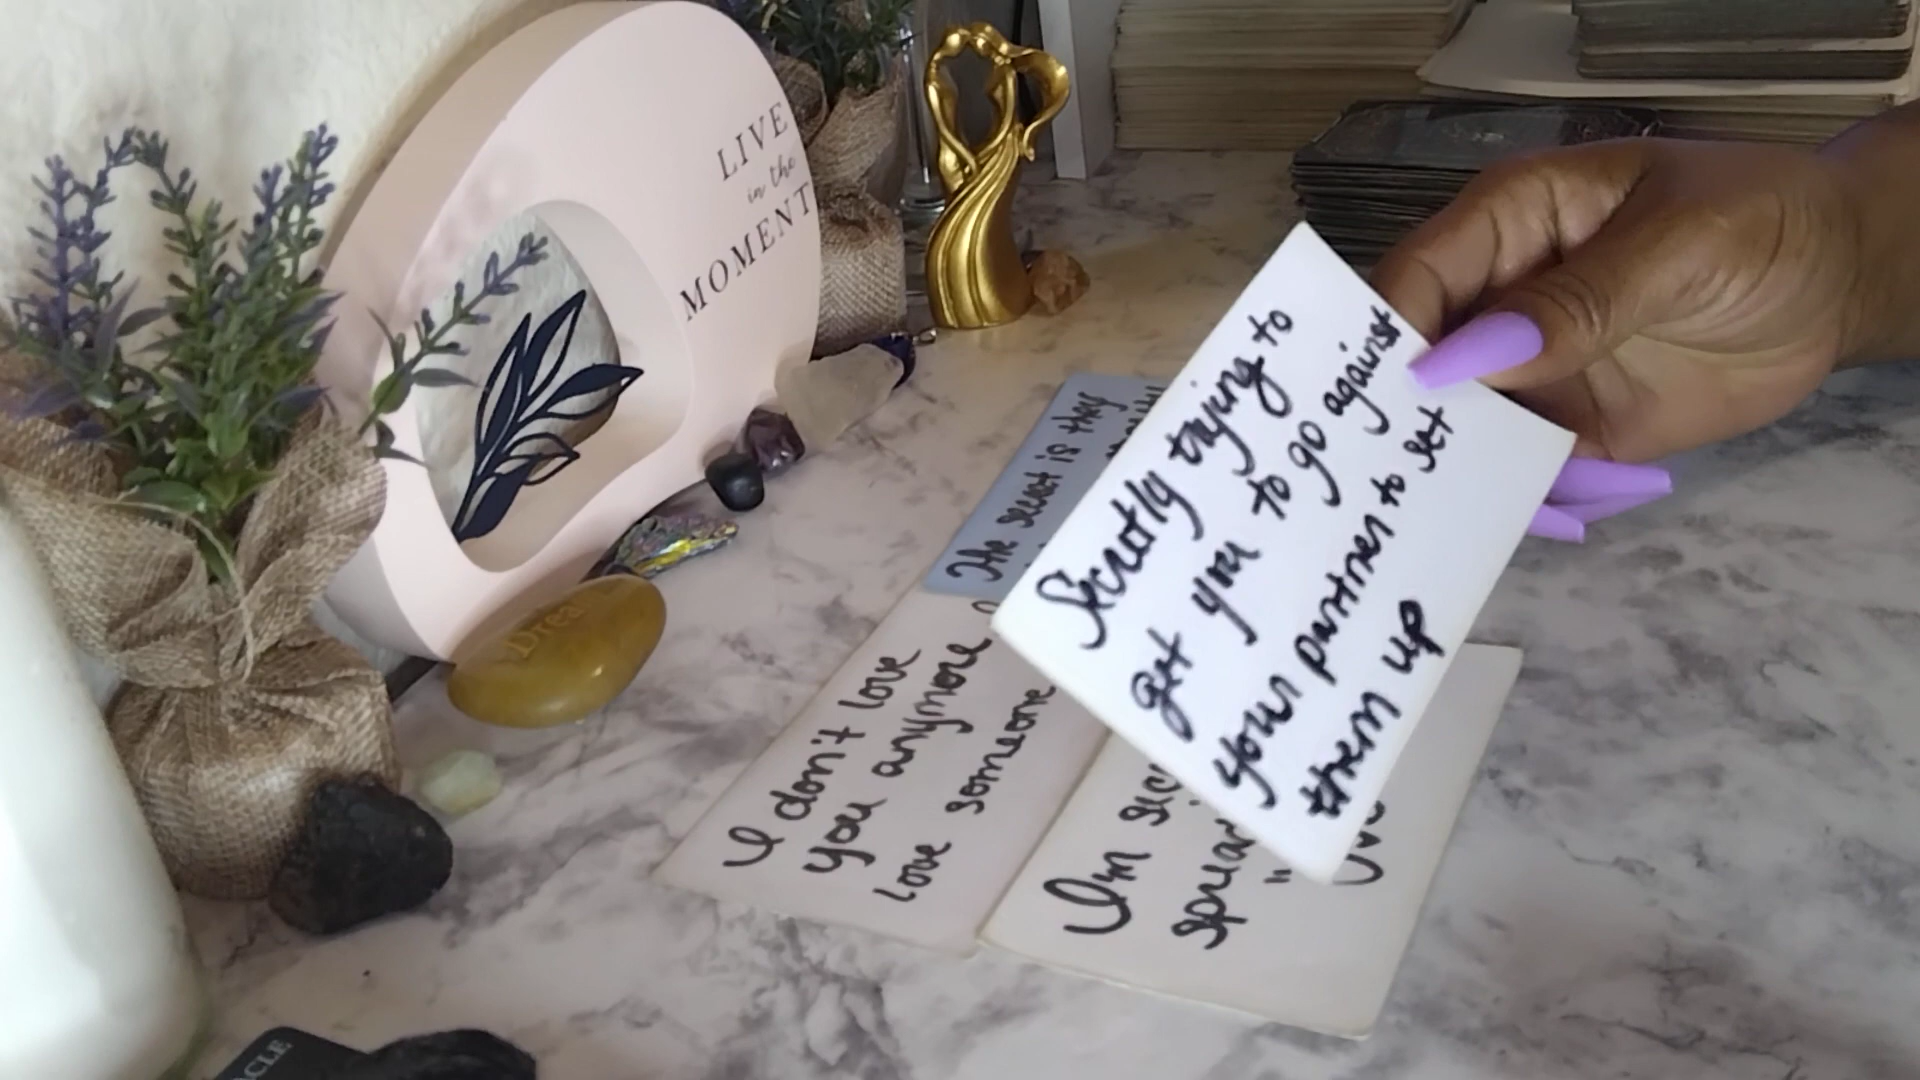 LIVE
in the
MOMENT
Dream
The secret is they
Secretly trying to
get you to go against
your partner to set
them up
I don't love
you anymore I
love someone
I'm